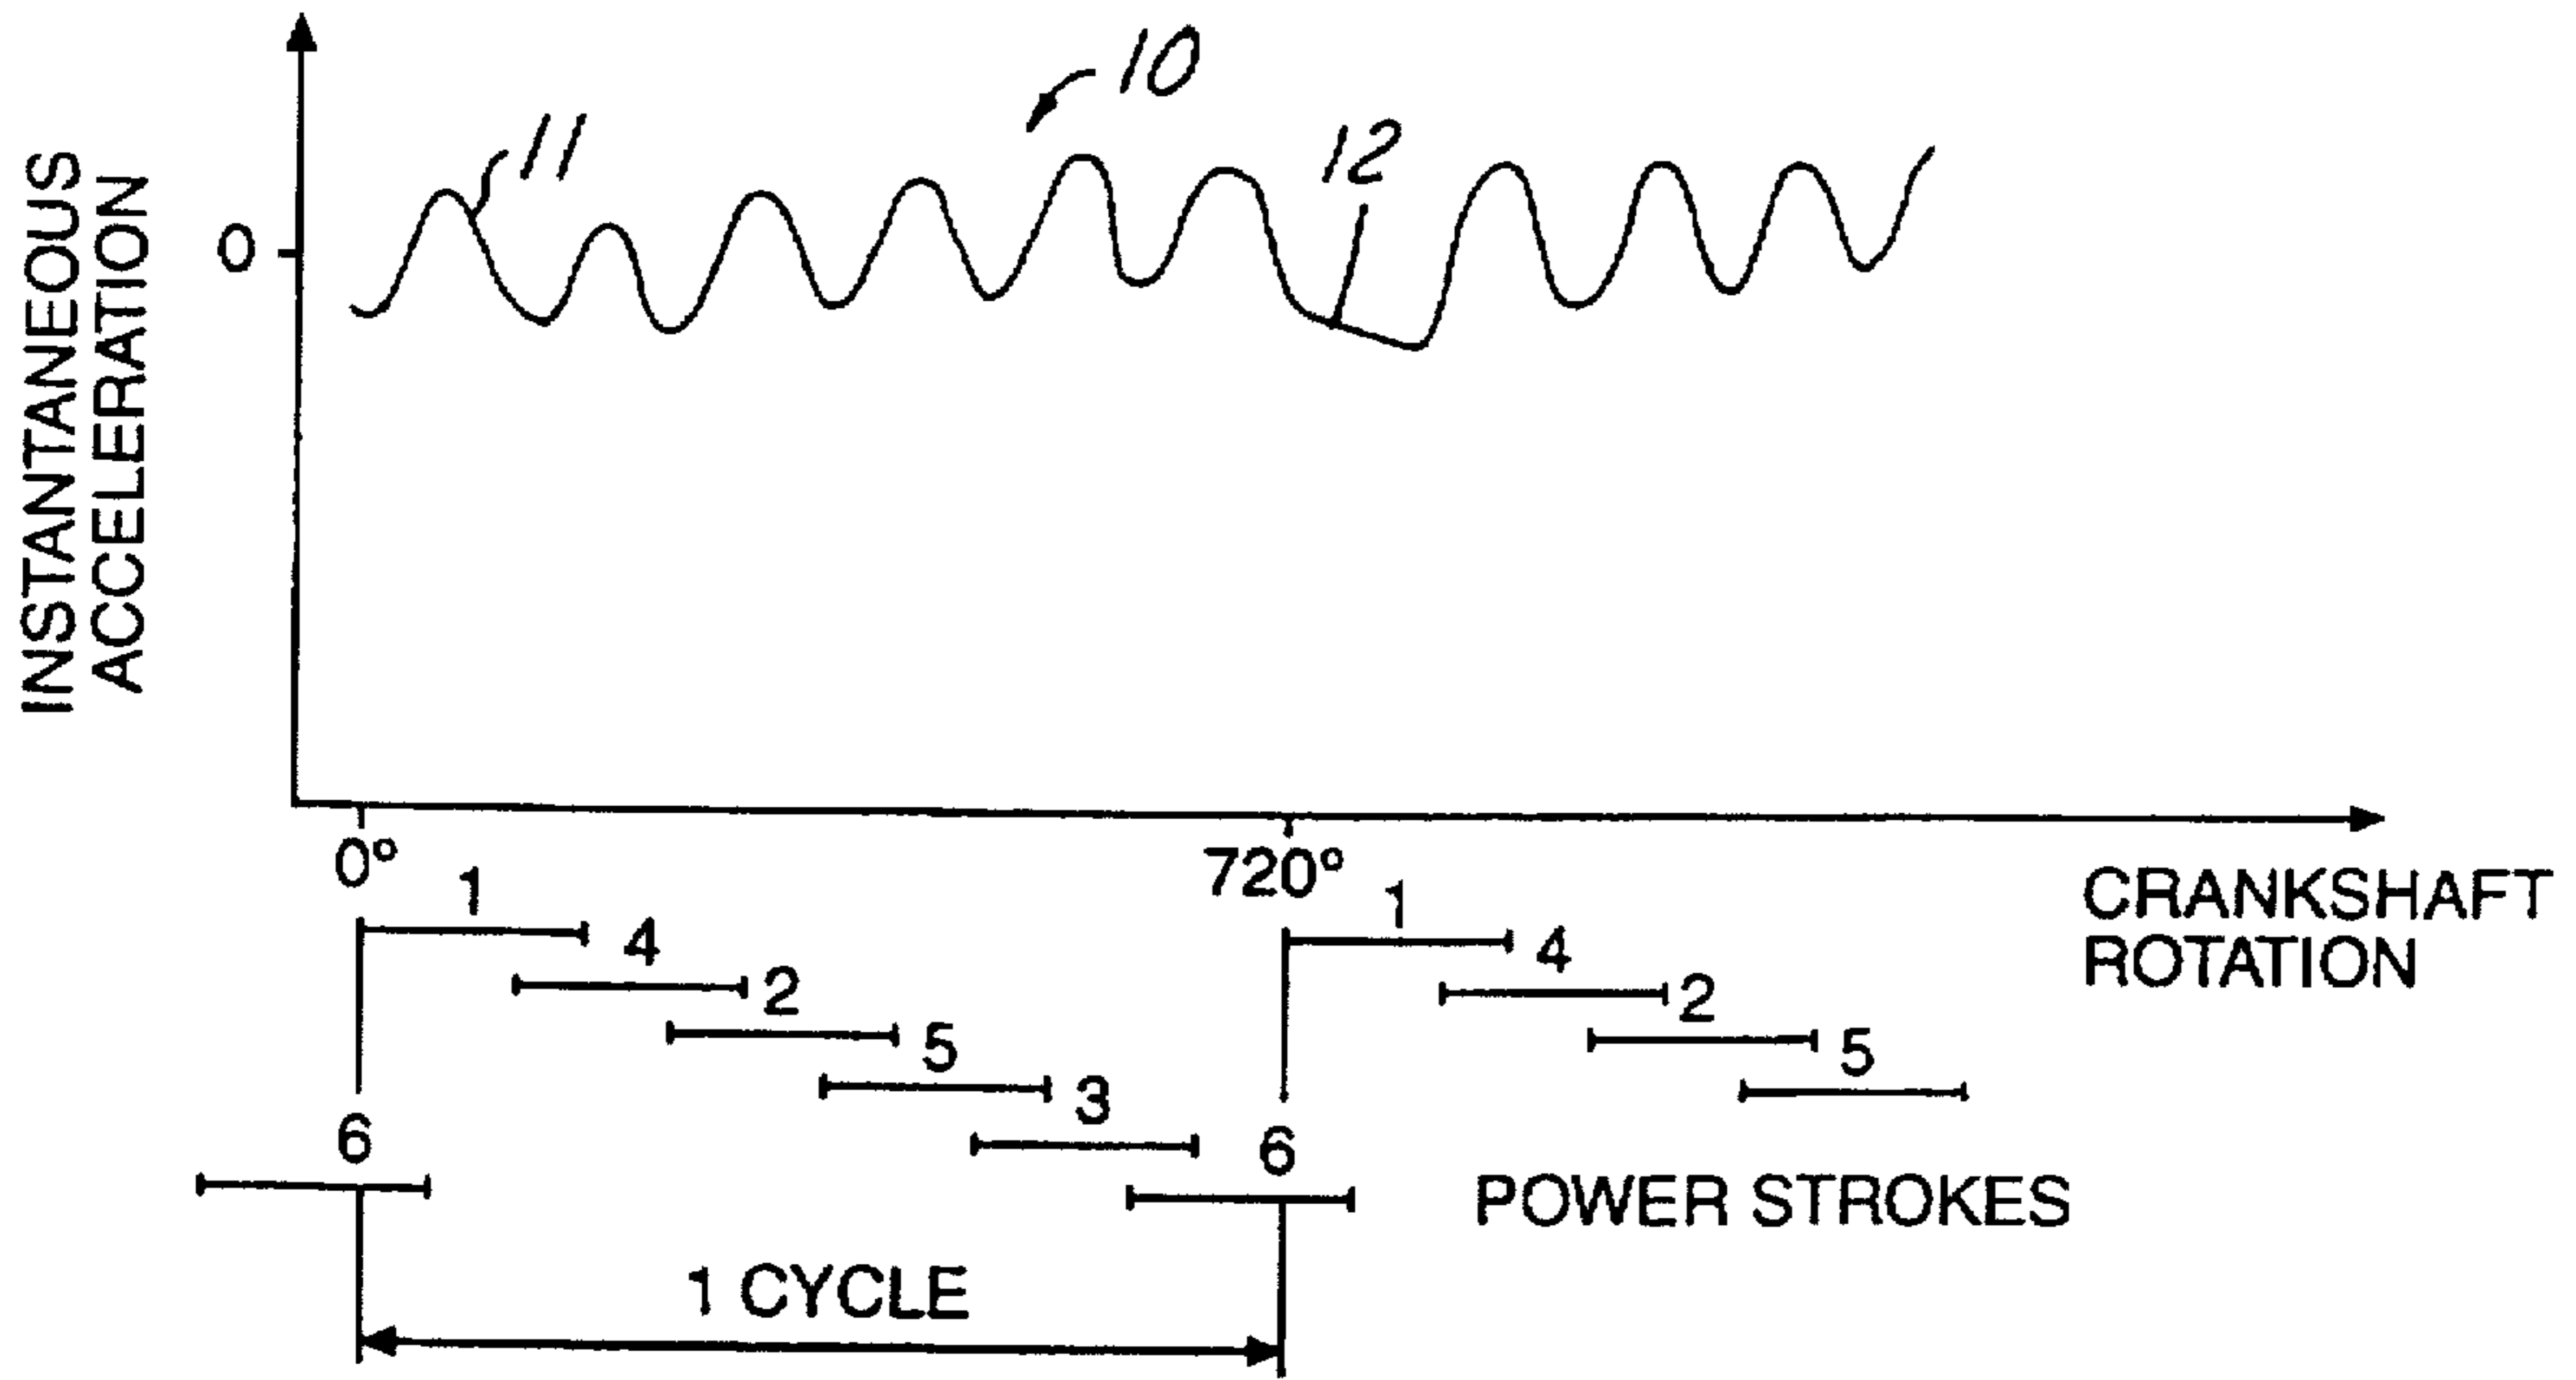 10
11
12
INSTANTANEOUS
ACCELERATION
0
0°
720°
CRANKSHAFT
ROTATION
1
1
4
4
2
2
5
5
3
6
6
POWER STROKES
1 CYCLE